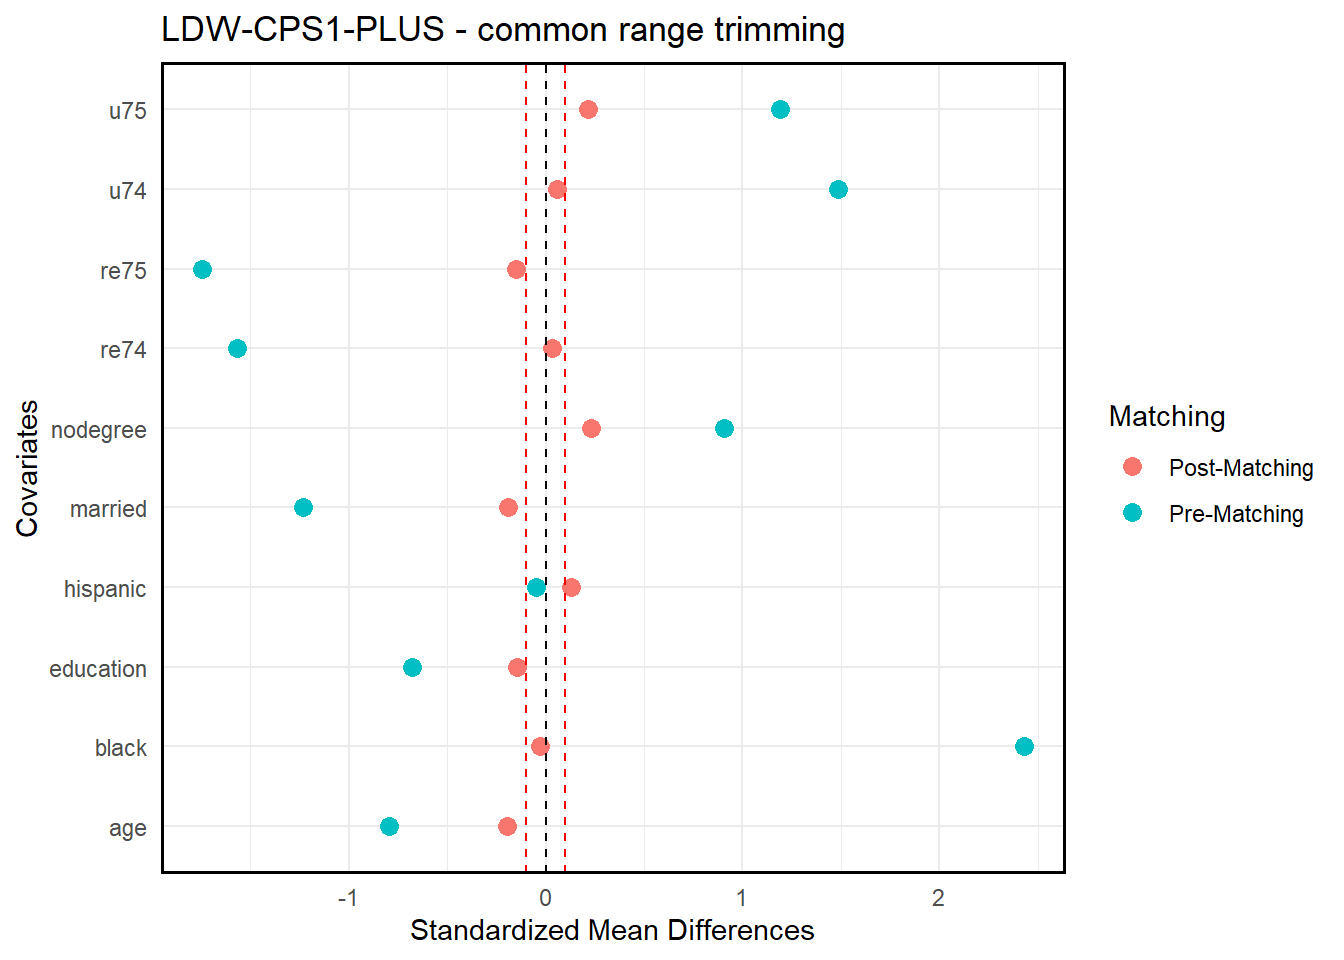 LDW-CPS1-PLUS - common range trimming
Covariates
u75
u74
re75
re74
nodegree
married
hispanic
education
black
age
-1 0 1 2
Standardized Mean Differences
Matching
Post-Matching
Pre-Matching